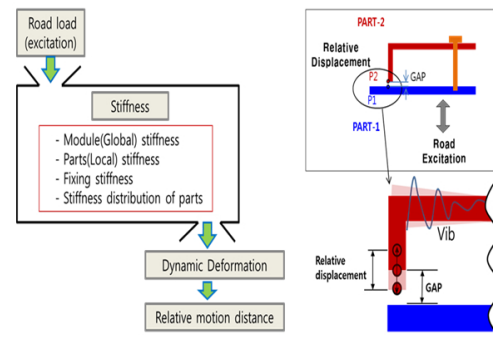 Road load
(excitation)
Stiffness
- Module(Global) stiffness
- Parts(Local) stiffness
- Fixing stiffness
- Stiffness distribution of parts
Dynamic Deformation
Relative motion distance
PART-2
Relative
Displacement
P2
GAP
P1
PART-1
Road
Excitation
Vib
Relative
displacement
GAP